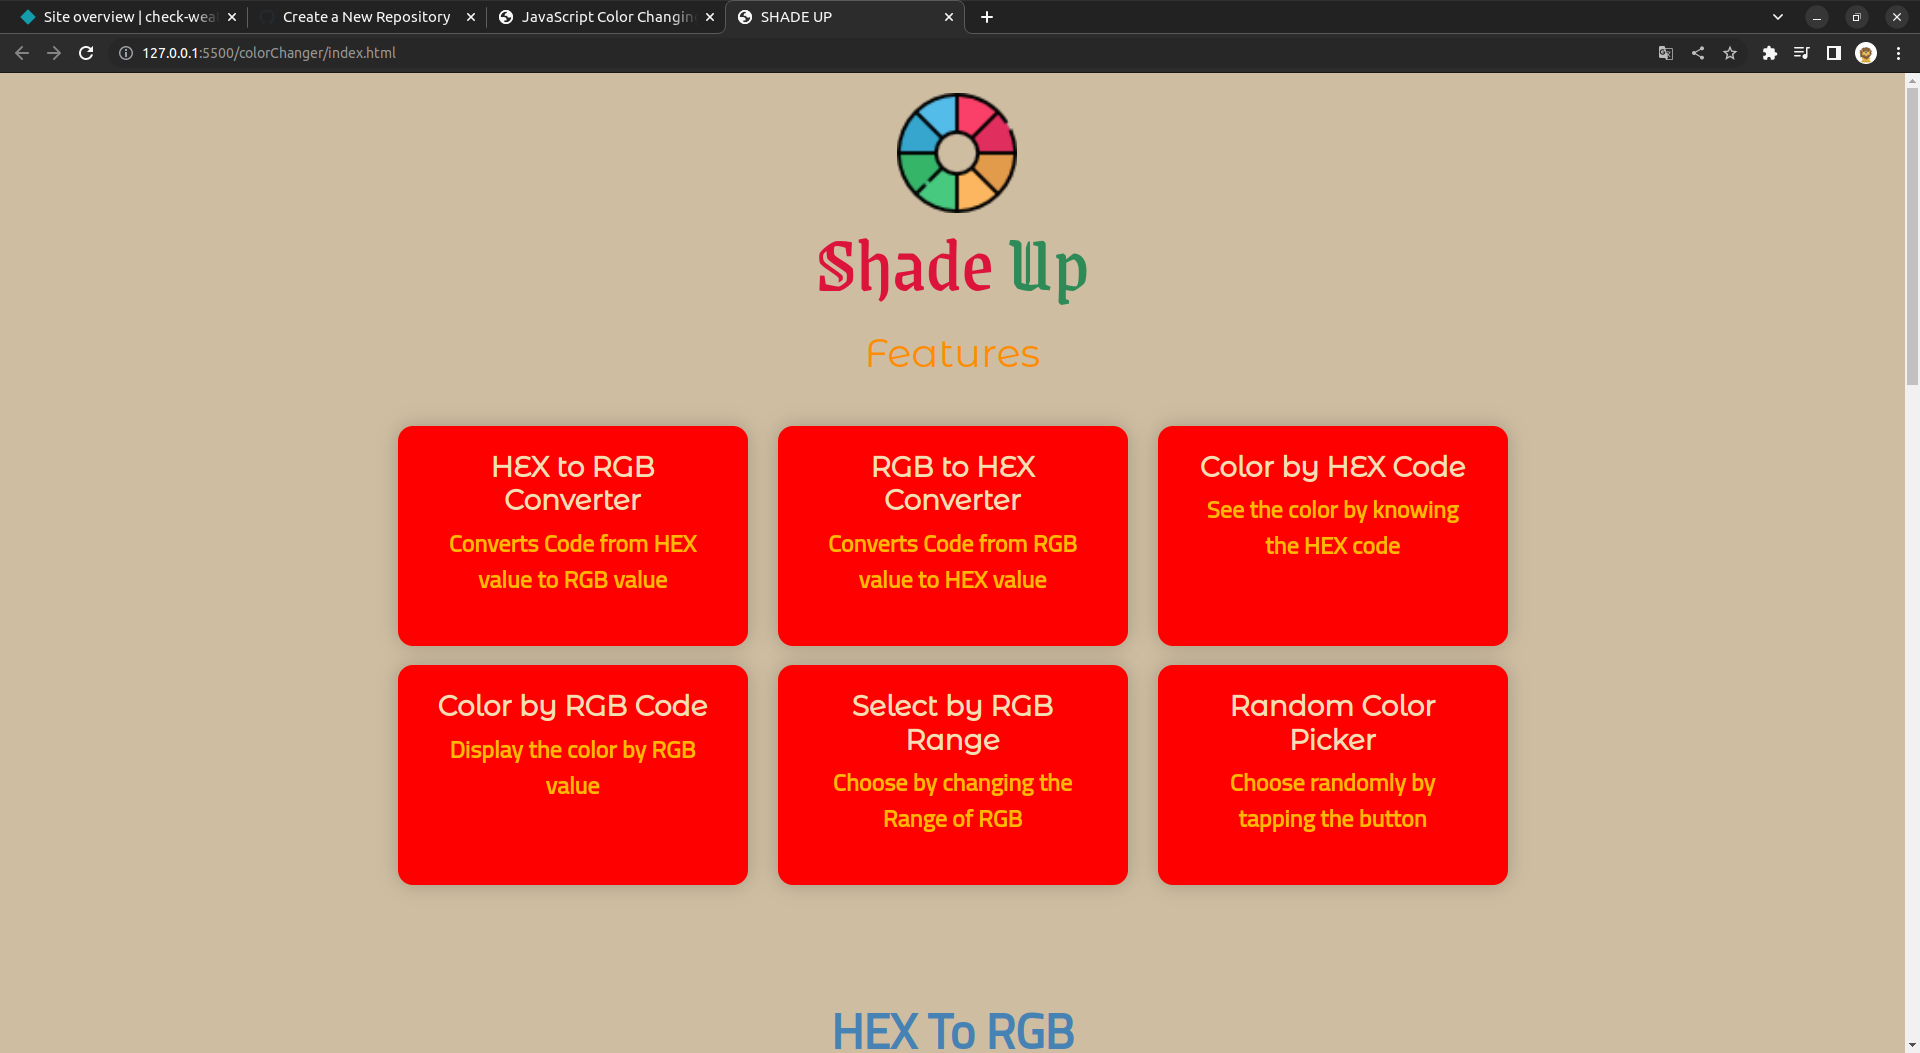 Site overview | check-wea
Create a New Repository
JavaScript Color Changin
SHADE UP
127.0.0.1:5500/colorChanger/index.html
Shade Up
Features
HEX to RGB
Converter
Converts Code from HEX
value to RGB value
RGB to HEX
Converter
Converts Code from RGB
value to HEX value
Color by HEX Code
See the color by knowing
the HEX code
Color by RGB Code
Display the color by RGB
value
Select by RGB
Range
Choose by changing the
Range of RGB
Random Color
Picker
Choose randomly by
tapping the button
HEX To RGB